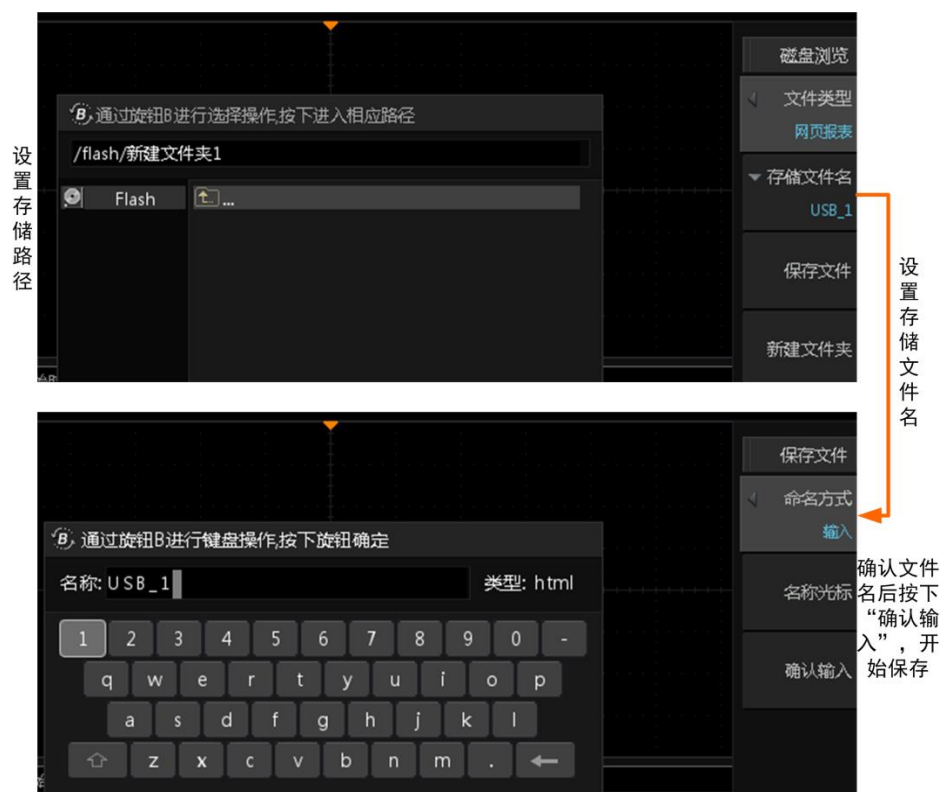 设置存储路径
磁盘浏览
文件类型
网页报表
B 通过旋钮B进行选择操作,按下进入相应路径
/flash/新建文件夹1
存储文件名
USB_1
Flash
...
保存文件
新建文件夹
设置存储文件名
保存文件
命名方式
输入
B 通过旋钮B进行键盘操作,按下旋钮确定
名称: USB_1
类型: html
名称光标
确认输入
1 2 3 4 5 6 7 8 9 0 -
q w e r t y u i o p
a s d f g h j k l
z x c v b n m .
确认文件
名后按下
“确认输
入”，开
始保存